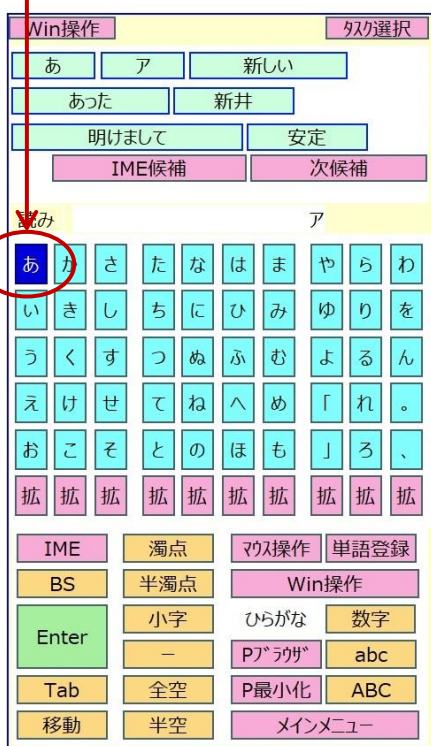 Win操作 ﾀｽｸ選択
あ ア 新しい
あった 新井
明けまして 安定
IME候補 次候補
読み ア
あ か さ た な は ま や ら わ
い き し ち に ひ み ゆ り を
う く す つ ぬ ふ む よ る ん
え け せ て ね へ め 「 れ 。
お こ そ と の ほ も 」 ろ 、
拡 拡 拡 拡 拡 拡 拡 拡 拡 拡
IME 濁点 ﾏｳｽ操作 単語登録
BS 半濁点 Win操作
Enter 小字 ひらがな 数字
― Pﾌﾞﾗｳｻﾞ abc
Tab 全空 P最小化 ABC
移動 半空 メインメニュー